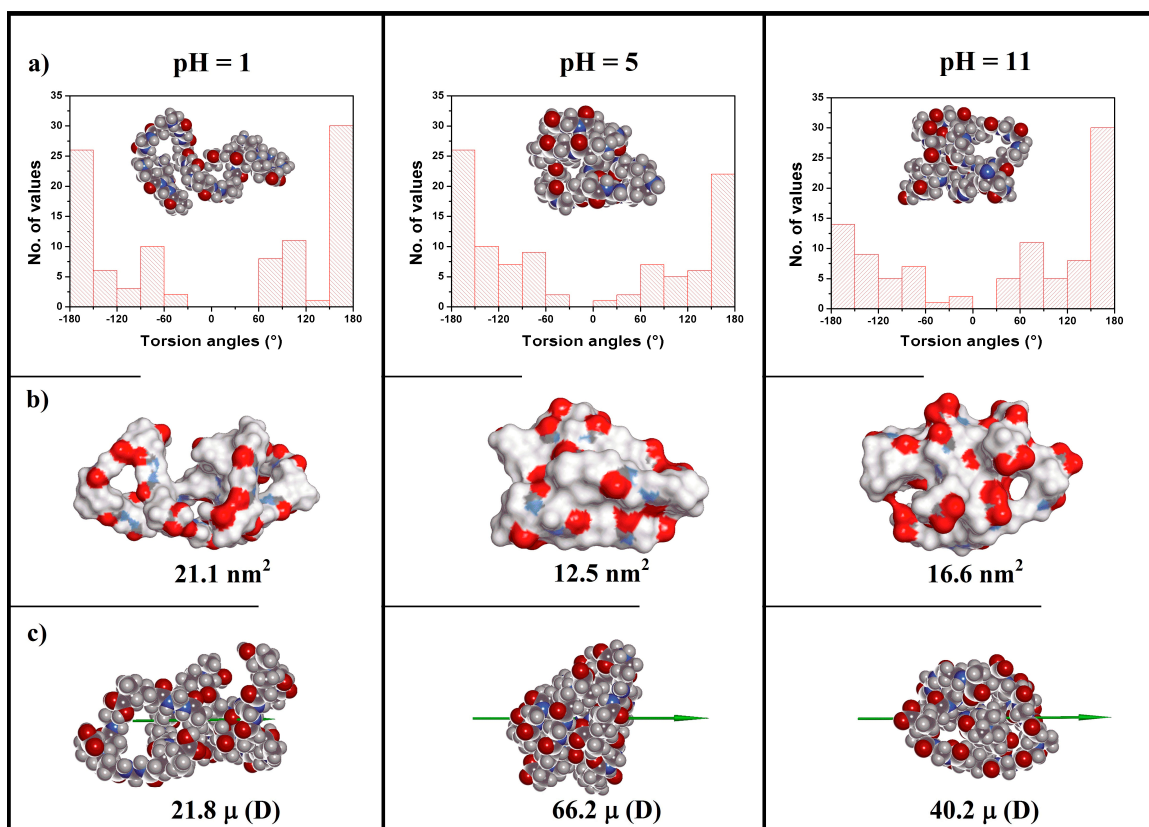 a)
pH = 1
pH = 5
pH = 11
35
30
25
20
15
10
5
0
No. of values
-180 -120 -60 0 60 120 180
Torsion angles (°)
35
30
25
20
15
10
5
0
No. of values
-180 -120 -60 0 60 120 180
Torsion angles (°)
35
30
25
20
15
10
5
0
No. of values
-180 -120 -60 0 60 120 180
Torsion angles (°)
b)
21.1 nm²
12.5 nm²
16.6 nm²
c)
21.8 μ (D)
66.2 μ (D)
40.2 μ (D)